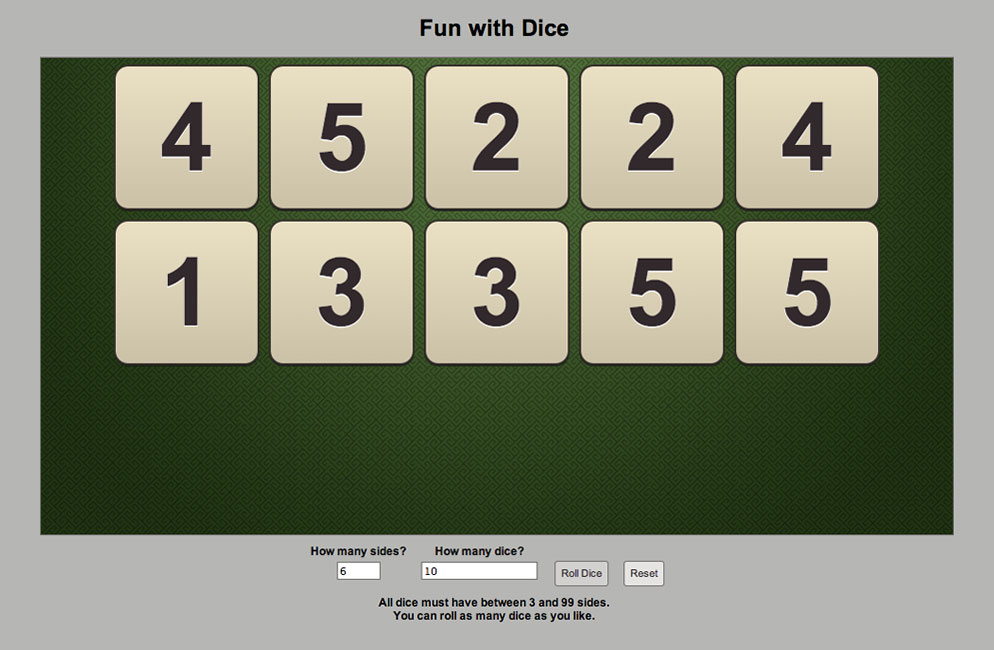 Fun with Dice
4 5 2 2 4
1 3 3 5 5
How many sides? How many dice?
6 10 Roll Dice Reset
All dice must have between 3 and 99 sides.
You can roll as many dice as you like.